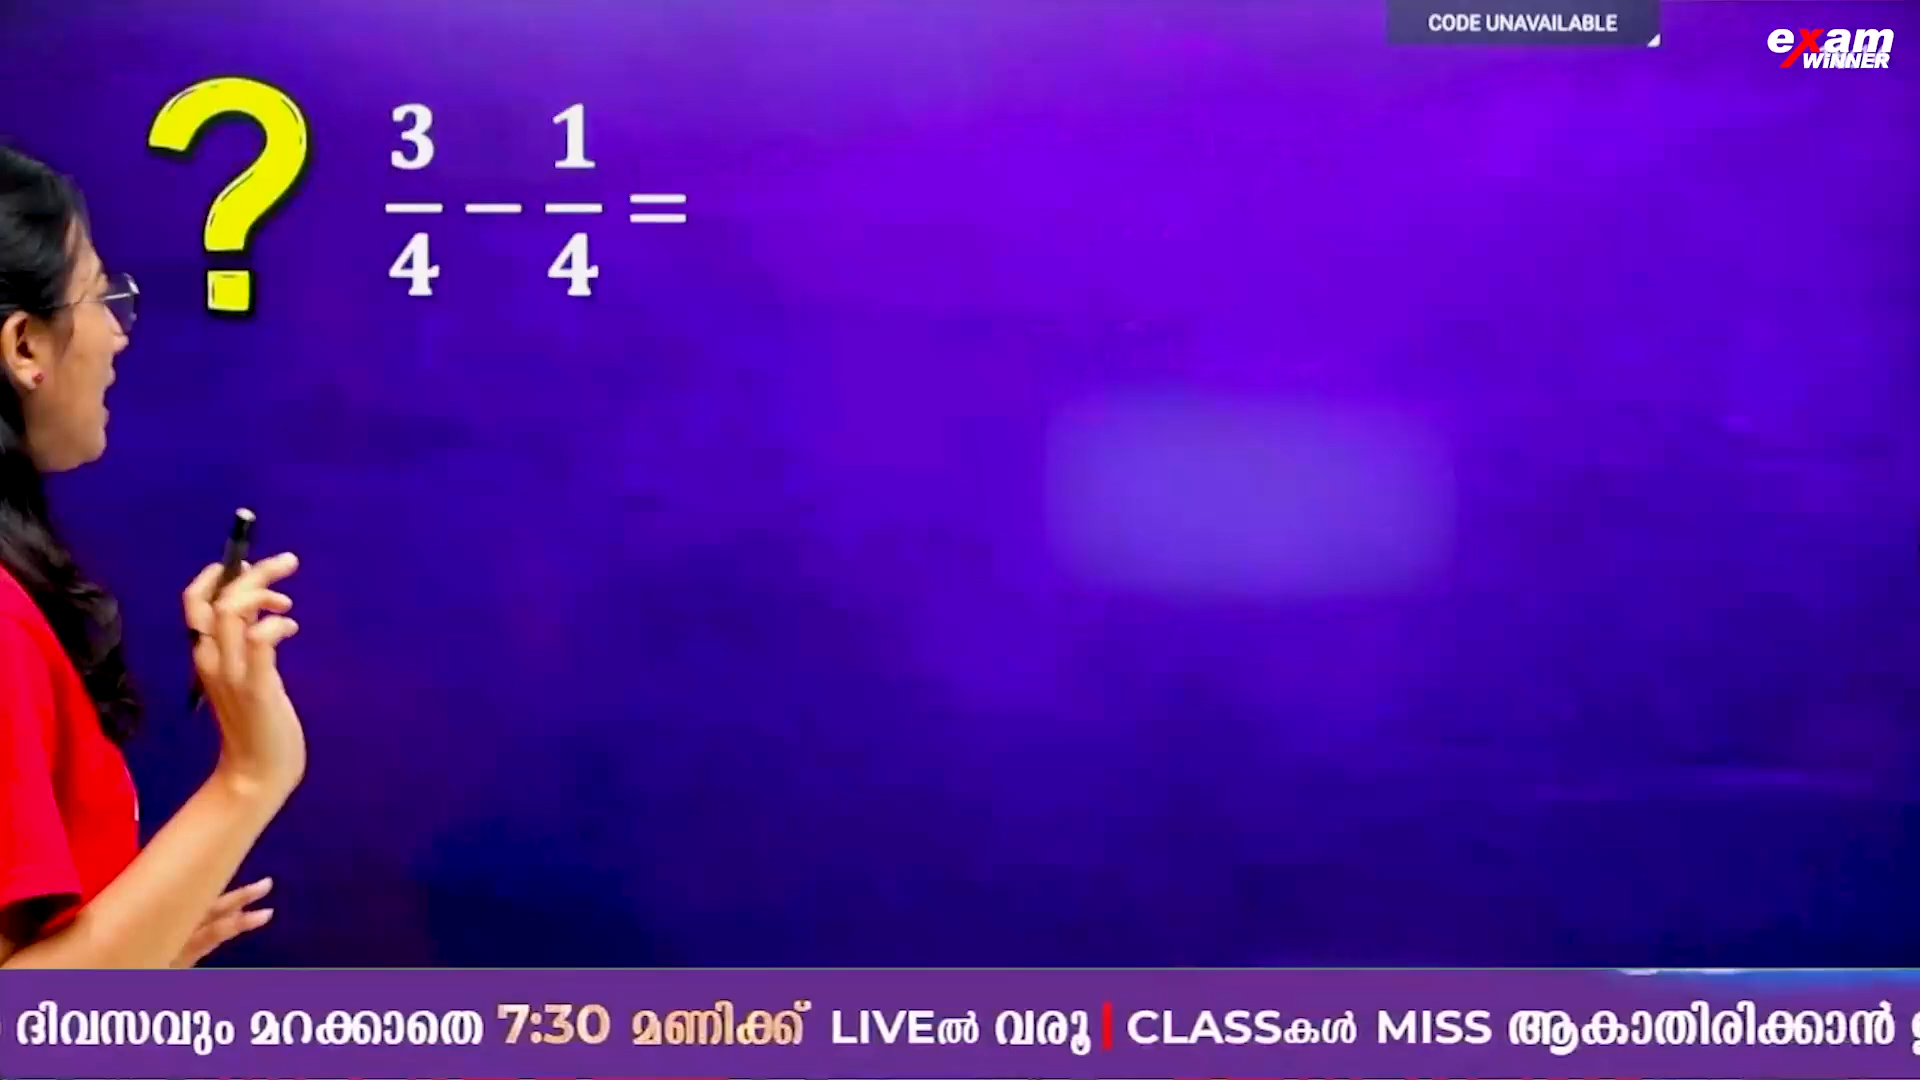 CODE UNAVAILABLE
exam
WINNER
?
3/4 − 1/4 =
ദിവസവും മറക്കാതെ 7:30 മണിക്ക് LIVEൽ വരൂ | CLASSകൾ MISS ആകാതിരിക്കാൻ